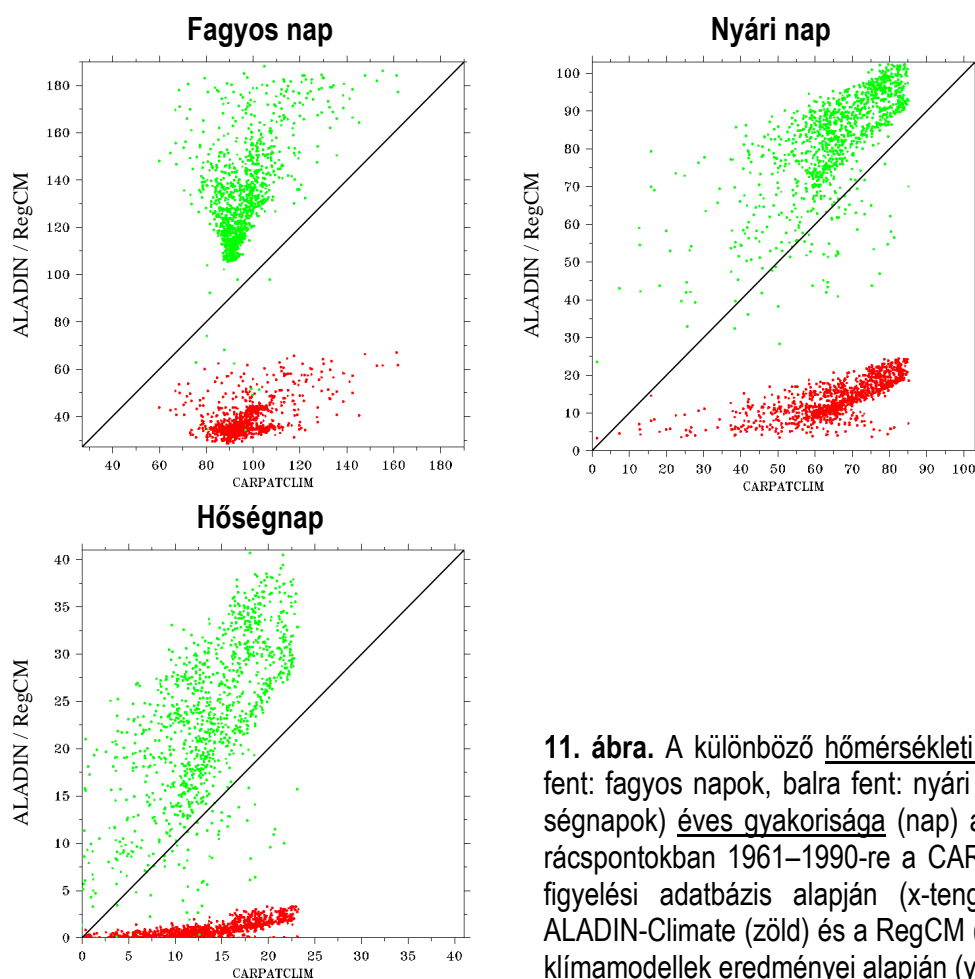 Fagyos nap
Nyári nap
180
160
140
120
100
80
60
40
ALADIN / RegCM
40 60 80 100 120 140 160 180
CARPATCLIM
100
90
80
70
60
50
40
30
20
10
0
ALADIN / RegCM
0 10 20 30 40 50 60 70 80 90 100
CARPATCLIM
Hőségnap
40
35
30
25
20
15
10
5
0
ALADIN / RegCM
0 5 10 15 20 25 30 35 40
CARPATCLIM
11. ábra. A különböző hőmérsékleti
fent: fagyos napok, balra fent: nyári
ségnapok) éves gyakorisága (nap) a
rácspontokban 1961–1990-re a CAR
figyelési adatbázis alapján (x-teng
ALADIN-Climate (zöld) és a RegCM (
klímamodellek eredményei alapján (y